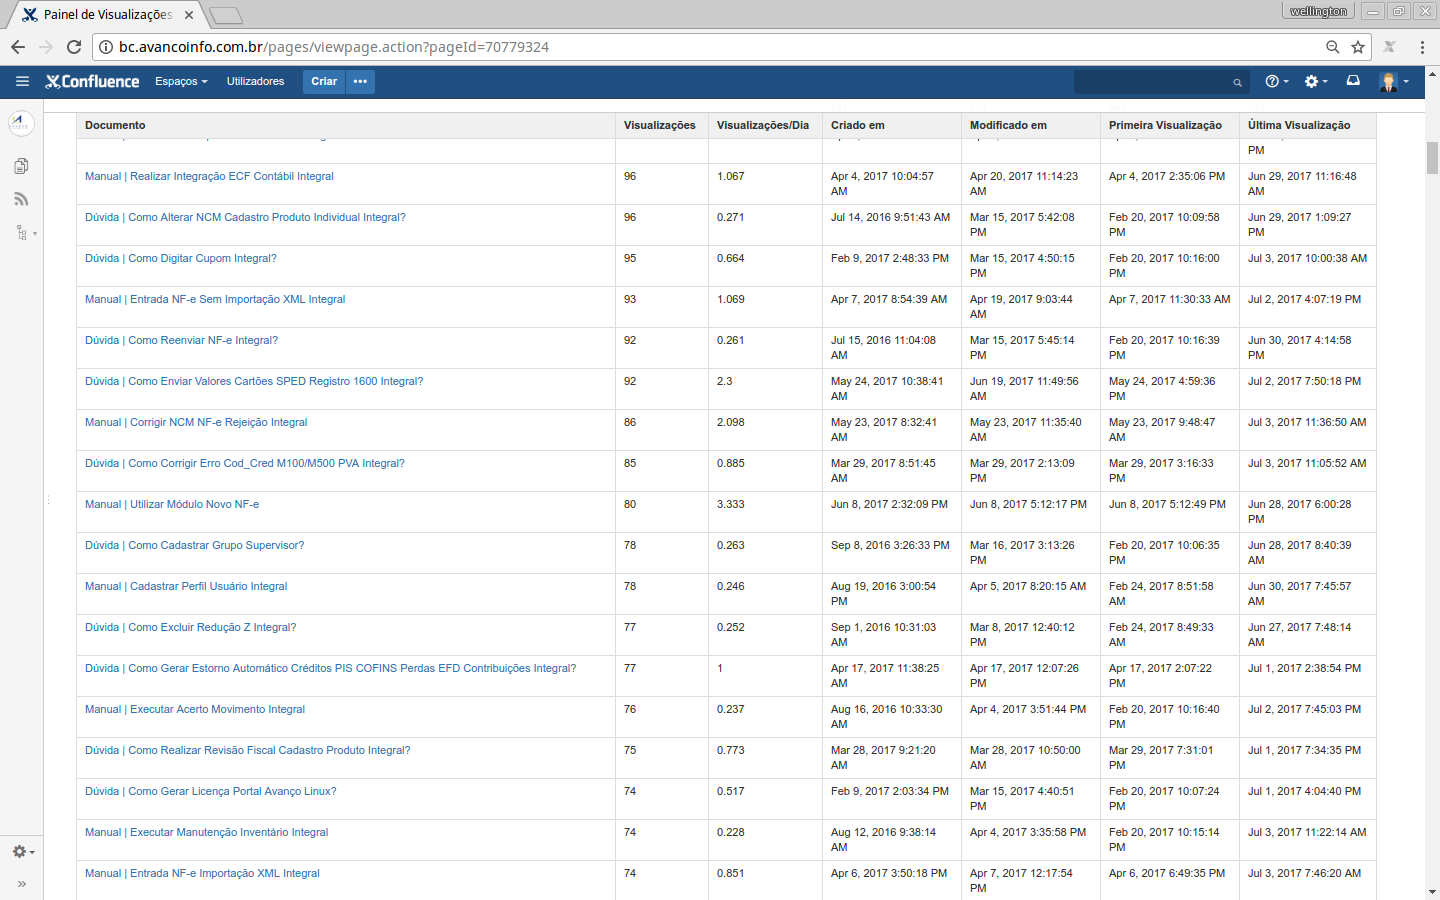 Painel de Visualizações
wellington
bc.avancoinfo.com.br/pages/viewpage.action?pageId=70779324
Confluence Espaços Utilizadores Criar •••
Documento Visualizações Visualizações/Dia Criado em Modificado em Primeira Visualização Última Visualização
PM
Manual | Realizar Integração ECF Contábil Integral 96 1.067 Apr 4, 2017 10:04:57 Apr 20, 2017 11:14:23 Apr 4, 2017 2:35:06 PM Jun 29, 2017 11:16:48
AM AM AM
Dúvida | Como Alterar NCM Cadastro Produto Individual Integral? 96 0.271 Jul 14, 2016 9:51:43 AM Mar 15, 2017 5:42:08 Feb 20, 2017 10:09:58 Jun 29, 2017 1:09:27
PM PM PM
Dúvida | Como Digitar Cupom Integral? 95 0.664 Feb 9, 2017 2:48:33 PM Mar 15, 2017 4:50:15 Feb 20, 2017 10:16:00 Jul 3, 2017 10:00:38 AM
PM PM
Manual | Entrada NF-e Sem Importação XML Integral 93 1.069 Apr 7, 2017 8:54:39 AM Apr 19, 2017 9:03:44 Apr 7, 2017 11:30:33 AM Jul 2, 2017 4:07:19 PM
AM
Dúvida | Como Reenviar NF-e Integral? 92 0.261 Jul 15, 2016 11:04:08 Mar 15, 2017 5:45:14 Feb 20, 2017 10:16:39 Jun 30, 2017 4:14:58
AM PM PM PM
Dúvida | Como Enviar Valores Cartões SPED Registro 1600 Integral? 92 2.3 May 24, 2017 10:38:41 Jun 19, 2017 11:49:56 May 24, 2017 4:59:36 Jul 2, 2017 7:50:18 PM
AM AM PM
Manual | Corrigir NCM NF-e Rejeição Integral 86 2.098 May 23, 2017 8:32:41 May 23, 2017 11:35:40 May 23, 2017 9:48:47 Jul 3, 2017 11:36:50 AM
AM AM AM
Dúvida | Como Corrigir Erro Cod_Cred M100/M500 PVA Integral? 85 0.885 Mar 29, 2017 8:51:45 Mar 29, 2017 2:13:09 Mar 29, 2017 3:16:33 Jul 3, 2017 11:05:52 AM
AM PM PM
Manual | Utilizar Módulo Novo NF-e 80 3.333 Jun 8, 2017 2:32:09 PM Jun 8, 2017 5:12:17 PM Jun 8, 2017 5:12:49 PM Jun 28, 2017 6:00:28
PM
Dúvida | Como Cadastrar Grupo Supervisor? 78 0.263 Sep 8, 2016 3:26:33 PM Mar 16, 2017 3:13:26 Feb 20, 2017 10:06:35 Jun 28, 2017 8:40:39
PM PM AM
Manual | Cadastrar Perfil Usuário Integral 78 0.246 Aug 19, 2016 3:00:54 Apr 5, 2017 8:20:15 AM Feb 24, 2017 8:51:58 Jun 30, 2017 7:45:57
PM AM AM
Dúvida | Como Excluir Redução Z Integral? 77 0.252 Sep 1, 2016 10:31:03 Mar 8, 2017 12:40:12 Feb 24, 2017 8:49:33 Jun 27, 2017 7:48:14
AM PM AM AM
Dúvida | Como Gerar Estorno Automático Créditos PIS COFINS Perdas EFD Contribuições Integral? 77 1 Apr 17, 2017 11:38:25 Apr 17, 2017 12:07:26 Apr 17, 2017 2:07:22 Jul 1, 2017 2:38:54 PM
AM PM PM
Manual | Executar Acerto Movimento Integral 76 0.237 Aug 16, 2016 10:33:30 Apr 4, 2017 3:51:44 PM Feb 20, 2017 10:16:40 Jul 2, 2017 7:45:03 PM
AM PM
Dúvida | Como Realizar Revisão Fiscal Cadastro Produto Integral? 75 0.773 Mar 28, 2017 9:21:20 Mar 28, 2017 10:50:00 Mar 29, 2017 7:31:01 Jul 1, 2017 7:34:35 PM
AM AM PM
Dúvida | Como Gerar Licença Portal Avanço Linux? 74 0.517 Feb 9, 2017 2:03:34 PM Mar 15, 2017 4:40:51 Feb 20, 2017 10:07:24 Jul 1, 2017 4:04:40 PM
PM PM
Manual | Executar Manutenção Inventário Integral 74 0.228 Aug 12, 2016 9:38:14 Apr 4, 2017 3:35:58 PM Feb 20, 2017 10:15:14 Jul 3, 2017 11:22:14 AM
AM PM
Manual | Entrada NF-e Importação XML Integral 74 0.851 Apr 6, 2017 3:50:18 PM Apr 7, 2017 12:17:54 Apr 6, 2017 6:49:35 PM Jul 3, 2017 7:46:20 AM
PM